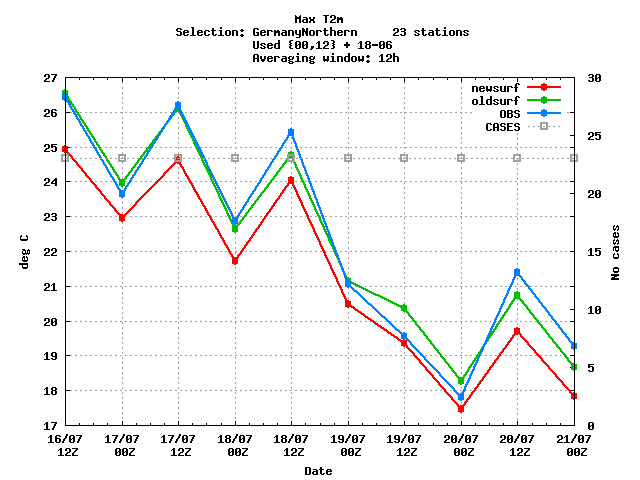 Max T2m
Selection: GermanyNorthern 23 stations
Used {00,12} + 18-06
Averaging window: 12h
27
26
25
24
23
22
21
20
19
18
17
deg C
newsurf
oldsurf
OBS
CASES
30
25
20
15
10
5
0
No cases
16/07 17/07 17/07 18/07 18/07 19/07 19/07 20/07 20/07 21/07
12Z 00Z 12Z 00Z 12Z 00Z 12Z 00Z 12Z 00Z
Date